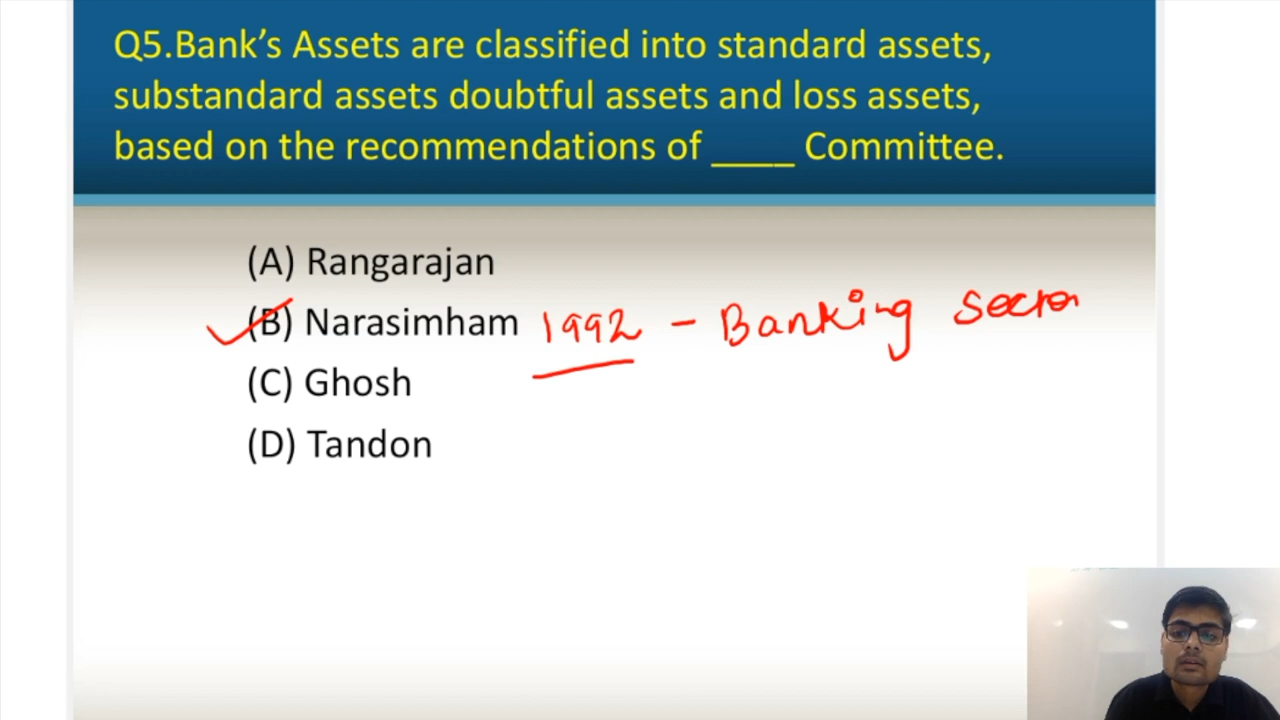 Q5.Bank's Assets are classified into standard assets,
substandard assets doubtful assets and loss assets,
based on the recommendations of ____ Committee.
(A) Rangarajan
(B) Narasimham 1992 - Banking Sector
(C) Ghosh
(D) Tandon